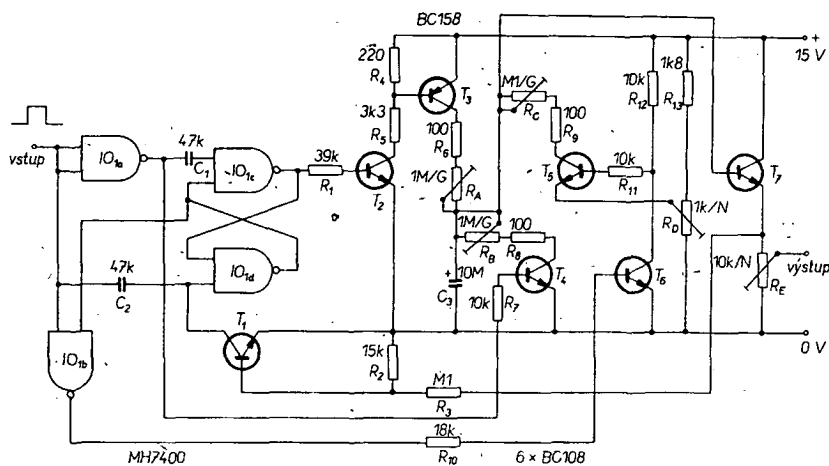 BC158
+
15 V
220
R4
T3
3k3
R5
100
R6
M1/G
RC
100
R9
10k
R12
1k8
R13
vstup
IO1a
47k
C1
IO1c
39k
R1
T2
1M/G
RA
T5
10k
R11
T7
1k/N
RD
1M/G
RB
100
R8
IO1d
47k
C2
+
10M
C3
10k
R7
T4
T6
10k/N
RE
výstup
0 V
IO1b
T1
15k
R2
M1
R3
18k
R10
MH7400
6 × BC108